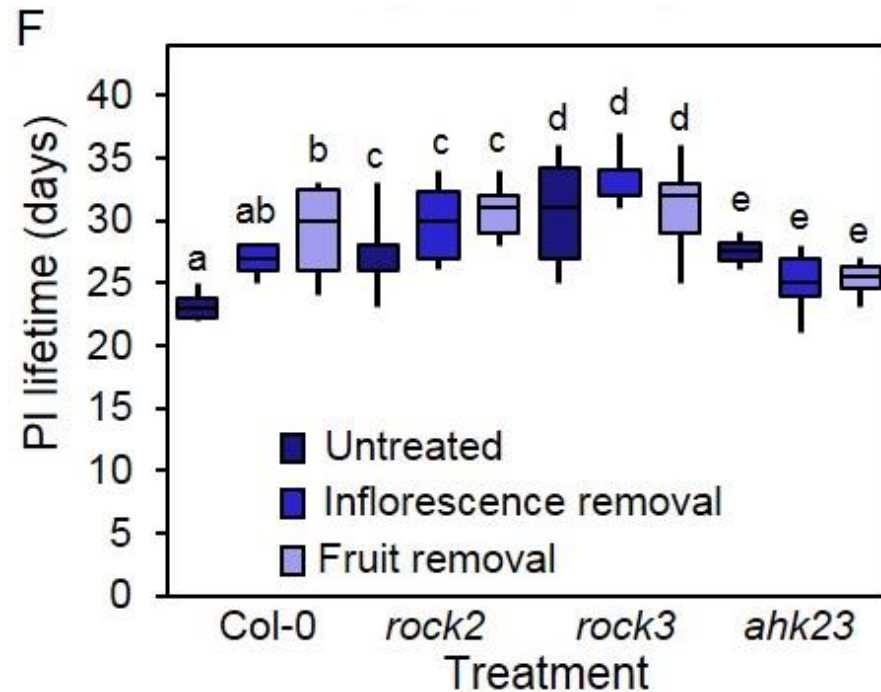 F
PI lifetime (days)
40
35
30
25
20
15
10
5
0
a
ab
b
c
c
c
d
d
d
e
e
e
Untreated
Inflorescence removal
Fruit removal
Col-0 rock2 rock3 ahk23
Treatment